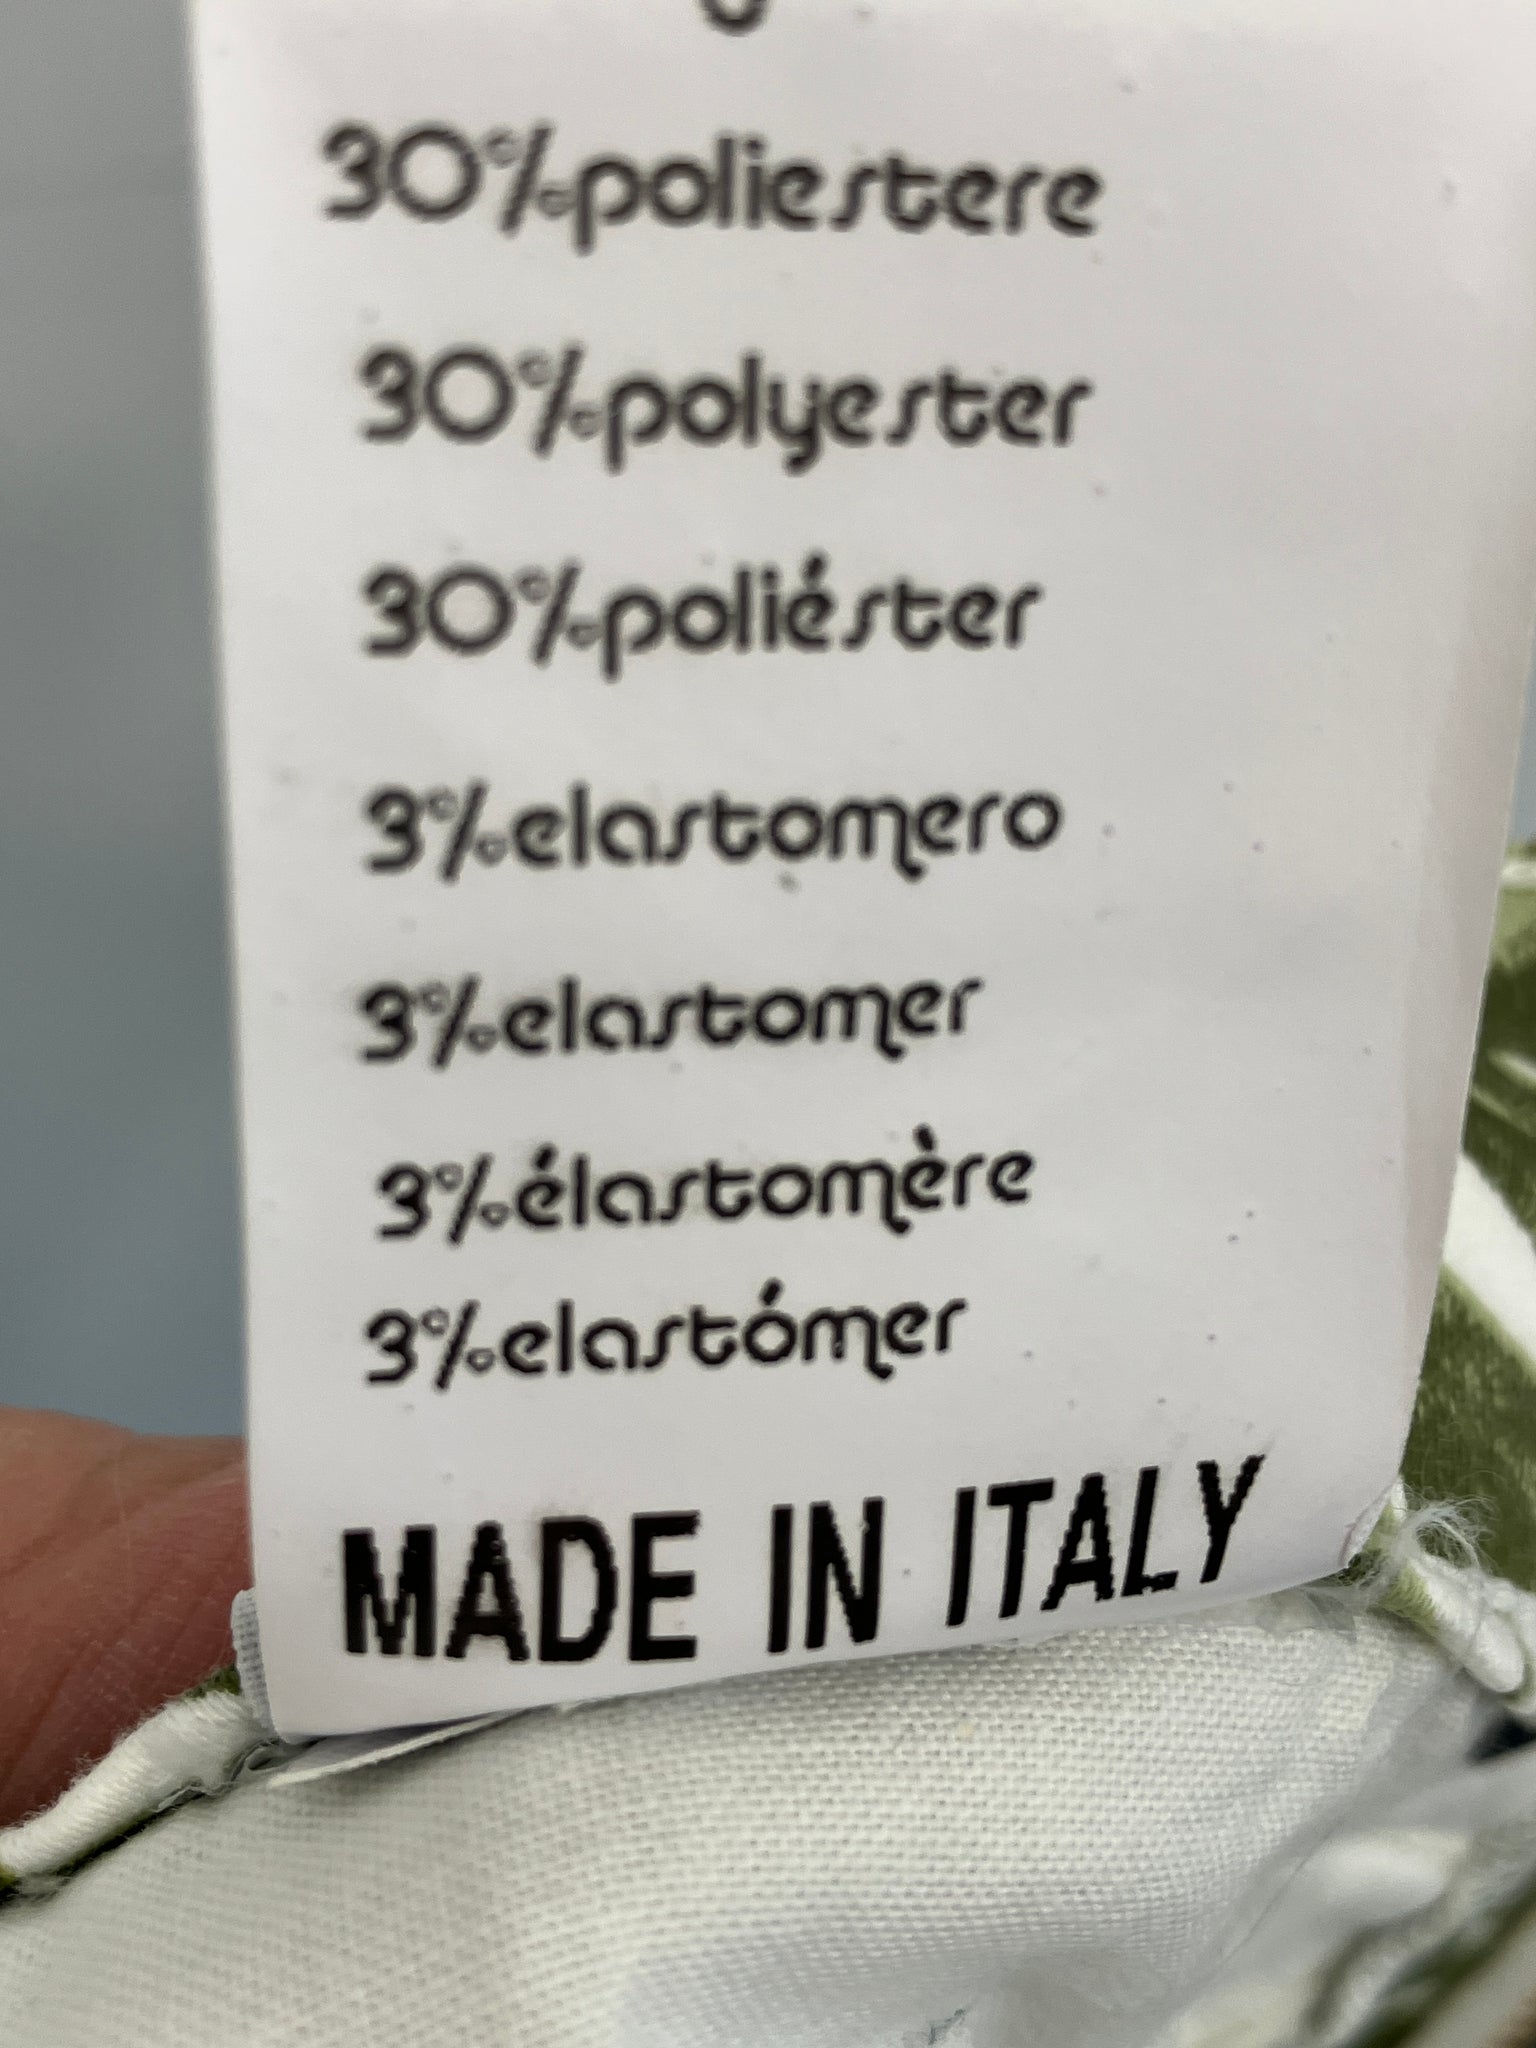 30%poliestere
30%polyester
30%poliéster
3%elastomero
3%elastomer
3%élastomère
3%elastómer
MADE IN ITALY